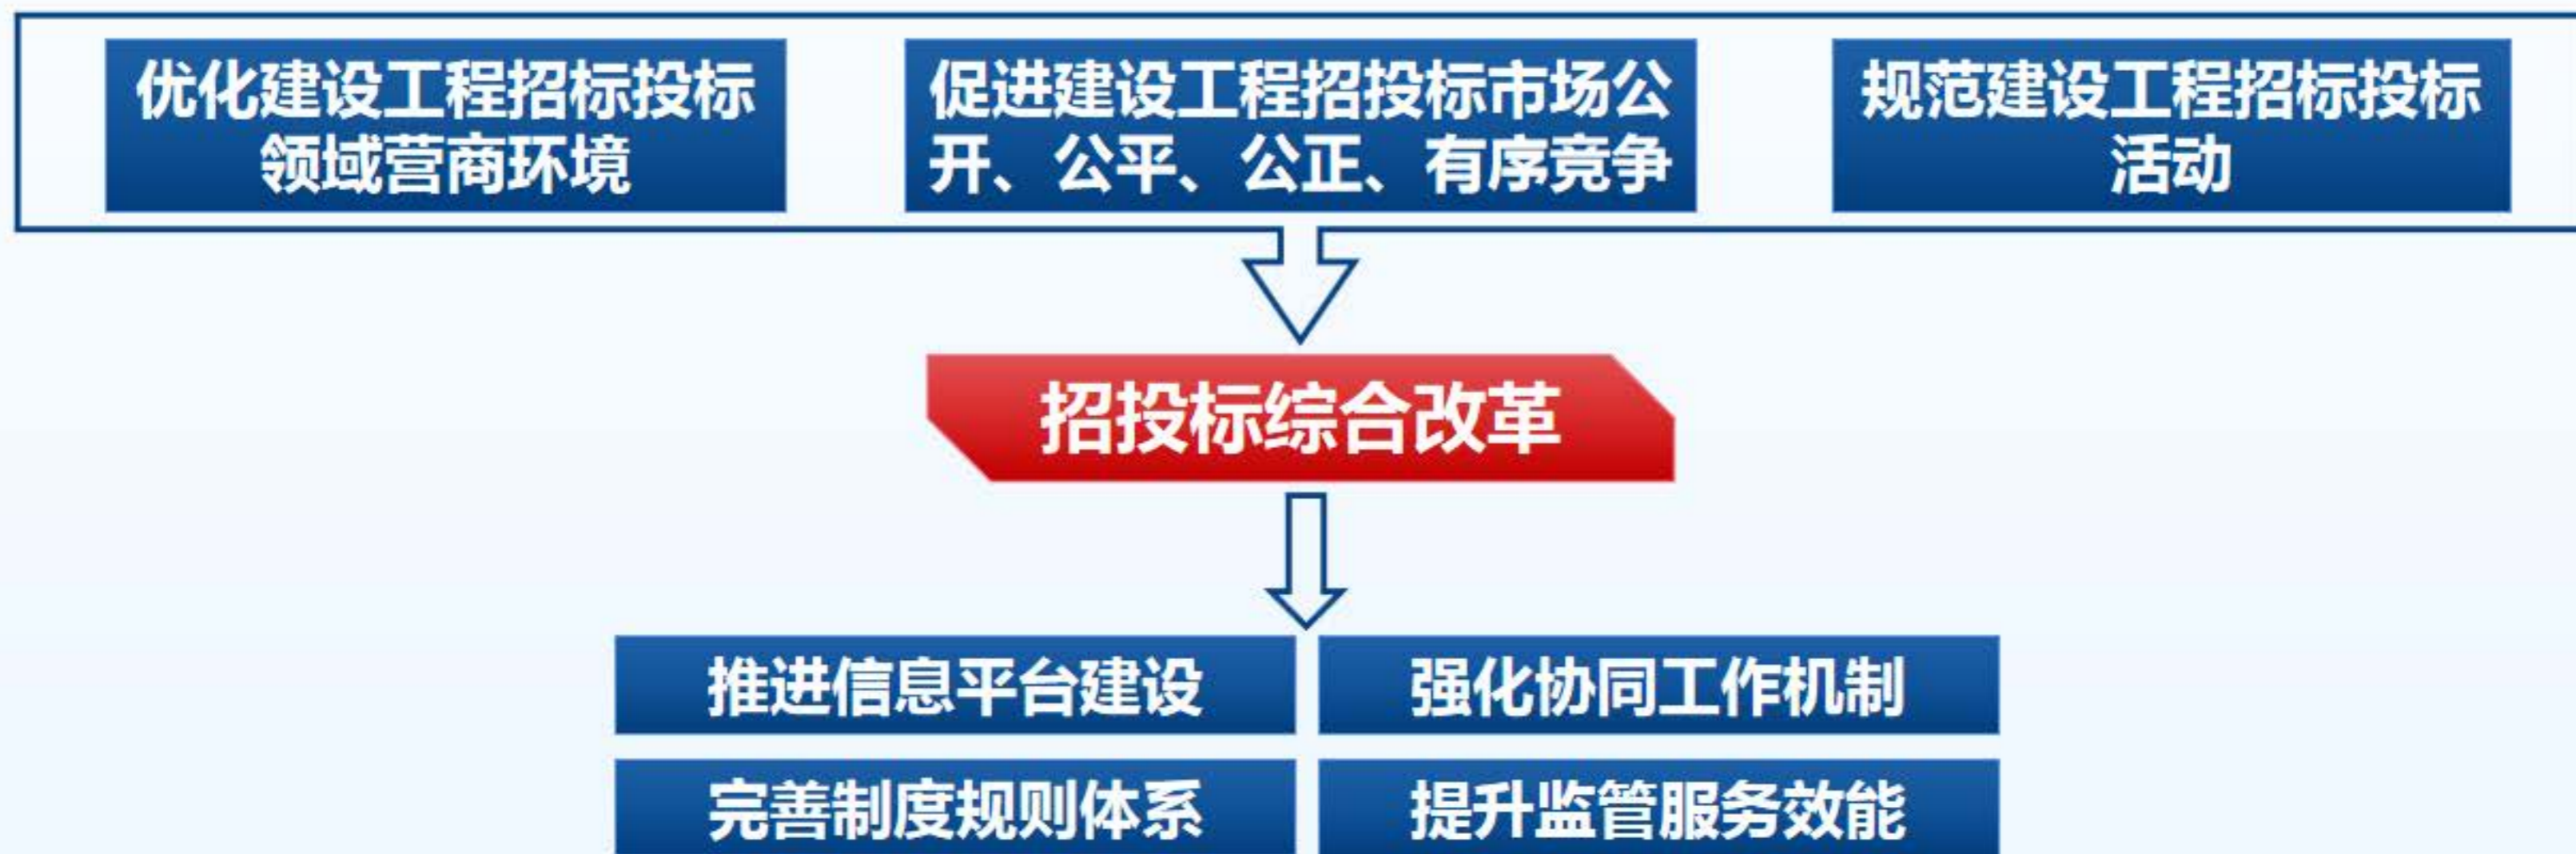 优化建设工程招标投标
领域营商环境
促进建设工程招投标市场公
开、公平、公正、有序竞争
规范建设工程招标投标
活动
招投标综合改革
推进信息平台建设
强化协同工作机制
完善制度规则体系
提升监管服务效能